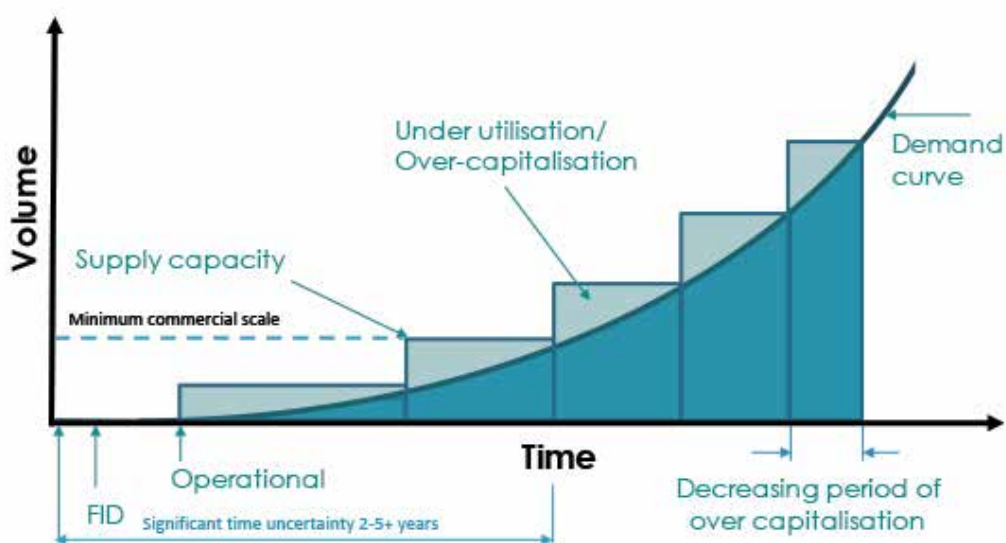 Volume
Under utilisation/
Over-capitalisation
Demand
curve
Supply capacity
Minimum commercial scale
Time
Operational
FID
Significant time uncertainty 2-5+ years
Decreasing period of
over capitalisation